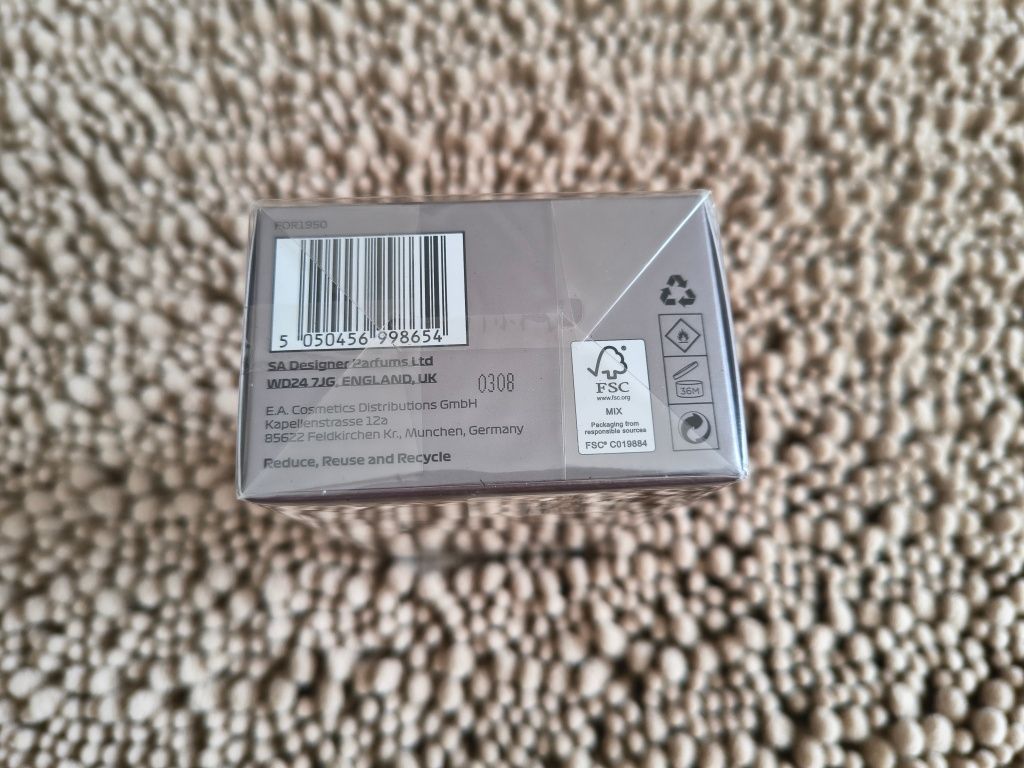 FOR1950
5 050456 998654
SA Designer Parfums Ltd
WD24 7JG, ENGLAND, UK
0308
E.A. Cosmetics Distributions GmbH
Kapellenstrasse 12a
85622 Feldkirchen Kr., Munchen, Germany
Reduce, Reuse and Recycle
FSC
www.fsc.org
MIX
Packaging from
responsible sources
FSC® C019884
36M